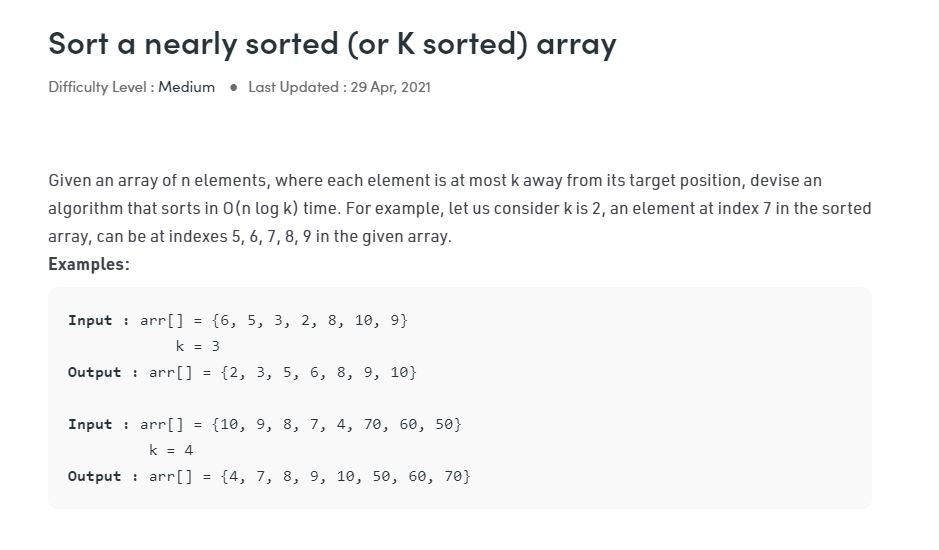 Sort a nearly sorted (or K sorted) array
Difficulty Level : Medium • Last Updated : 29 Apr, 2021
Given an array of n elements, where each element is at most k away from its target position, devise an
algorithm that sorts in O(n log k) time. For example, let us consider k is 2, an element at index 7 in the sorted
array, can be at indexes 5, 6, 7, 8, 9 in the given array.
Examples:
Input : arr[] = {6, 5, 3, 2, 8, 10, 9}
k = 3
Output : arr[] = {2, 3, 5, 6, 8, 9, 10}
Input : arr[] = {10, 9, 8, 7, 4, 70, 60, 50}
k = 4
Output : arr[] = {4, 7, 8, 9, 10, 50, 60, 70}